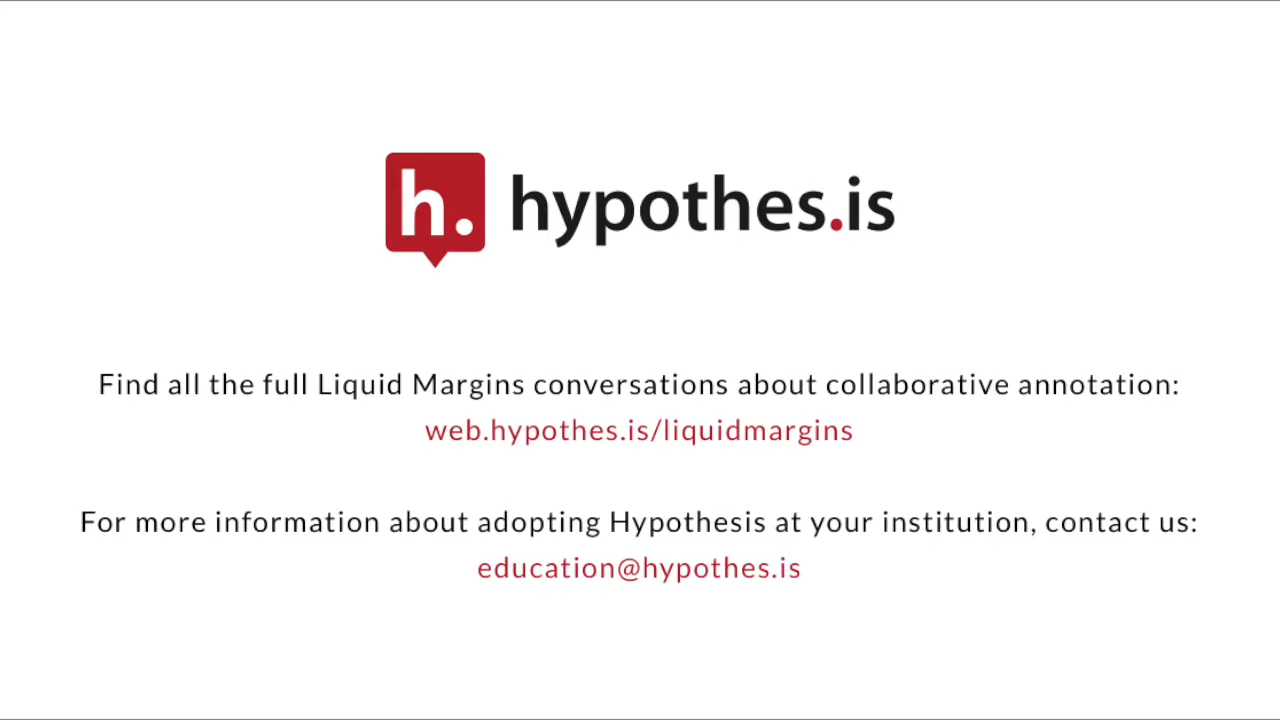 h. hypothes.is
Find all the full Liquid Margins conversations about collaborative annotation:
web.hypothes.is/liquidmargins
For more information about adopting Hypothesis at your institution, contact us:
education@hypothes.is